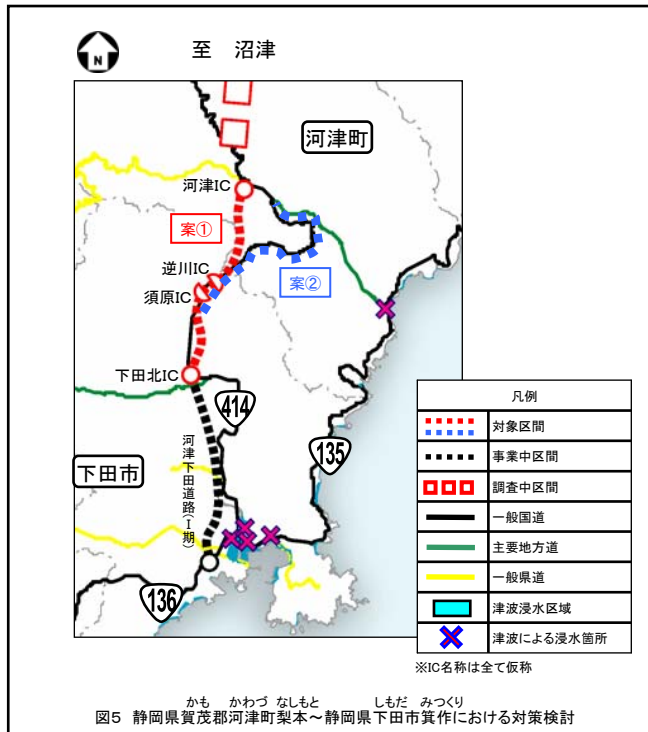 N
至 沼津
河津町
河津IC
案①
逆川IC
案②
須原IC
下田北IC
414
135
下田市
河津下田道路(Ⅰ期)
136
凡例
対象区間
事業中区間
調査中区間
一般国道
主要地方道
一般県道
津波浸水区域
津波による浸水箇所
※IC名称は全て仮称
かも かわづ なしもと しもだ みつくり
図5 静岡県賀茂郡河津町梨本～静岡県下田市箕作における対策検討